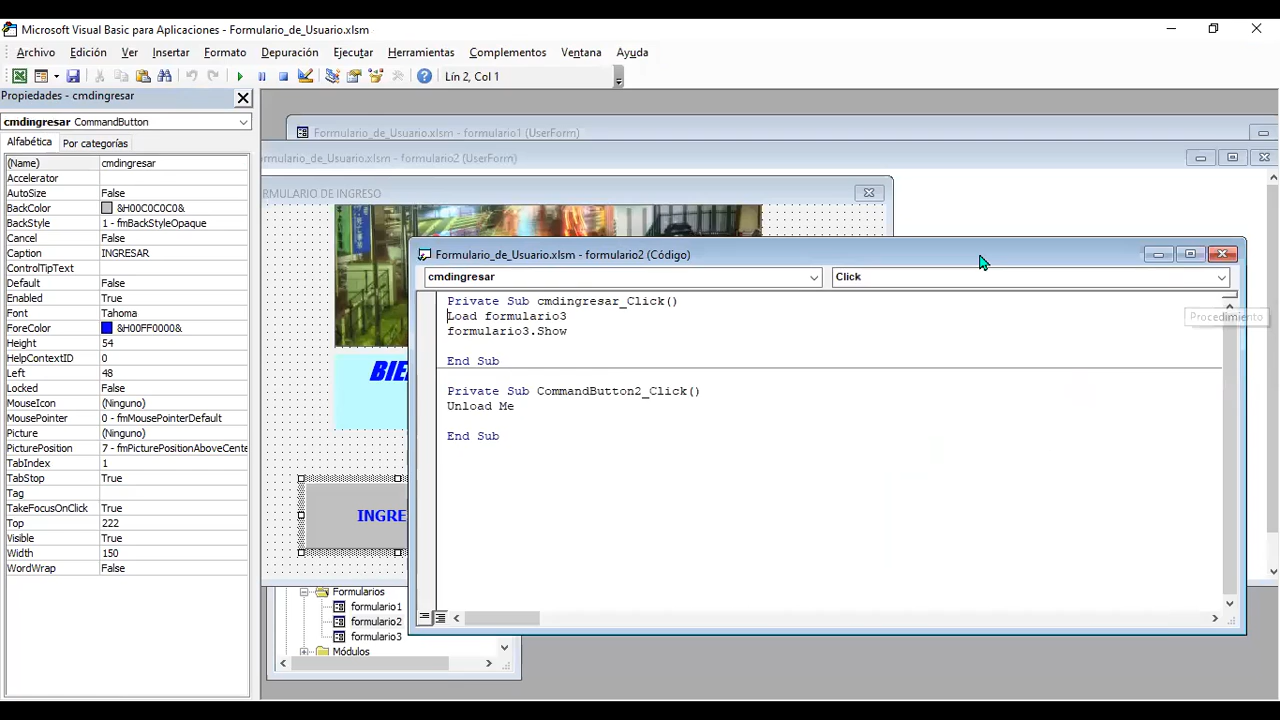 Microsoft Visual Basic para Aplicaciones - Formulario_de_Usuario.xlsm
Archivo Edición Ver Insertar Formato Depuración Ejecutar Herramientas Complementos Ventana Ayuda
Lín 2, Col 1
Propiedades - cmdingresar
cmdingresar CommandButton
Alfabética Por categorías
(Name) cmdingresar
Accelerator
AutoSize False
BackColor &H00C0C0C0&
BackStyle 1 - fmBackStyleOpaque
Cancel False
Caption INGRESAR
ControlTipText
Default False
Enabled True
Font Tahoma
ForeColor &H00FF0000&
Height 54
HelpContextID 0
Left 48
Locked False
MouseIcon (Ninguno)
MousePointer 0 - fmMousePointerDefault
Picture (Ninguno)
PicturePosition 7 - fmPicturePositionAboveCente
TabIndex 1
TabStop True
Tag
TakeFocusOnClick True
Top 222
Visible True
Width 150
WordWrap False
Formulario_de_Usuario.xlsm - formulario1 (UserForm)
ormulario_de_Usuario.xlsm - formulario2 (UserForm)
RMULARIO DE INGRESO
BIE
INGRE
Formulario_de_Usuario.xlsm - formulario2 (Código)
cmdingresar Click
Procedimiento
Private Sub cmdingresar_Click()
Load formulario3
formulario3.Show
End Sub
Private Sub CommandButton2_Click()
Unload Me
End Sub
Formularios
formulario1
formulario2
formulario3
Módulos